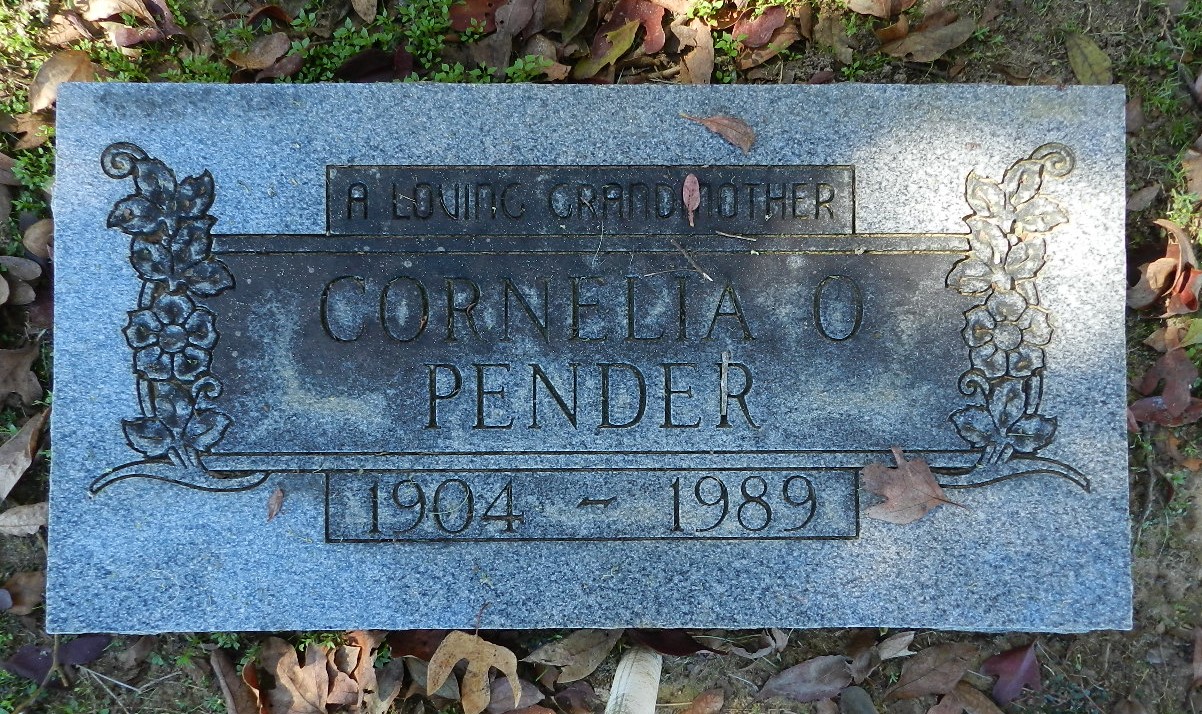 A LOVING GRANDMOTHER
CORNELIA O
PENDER
1904 - 1989